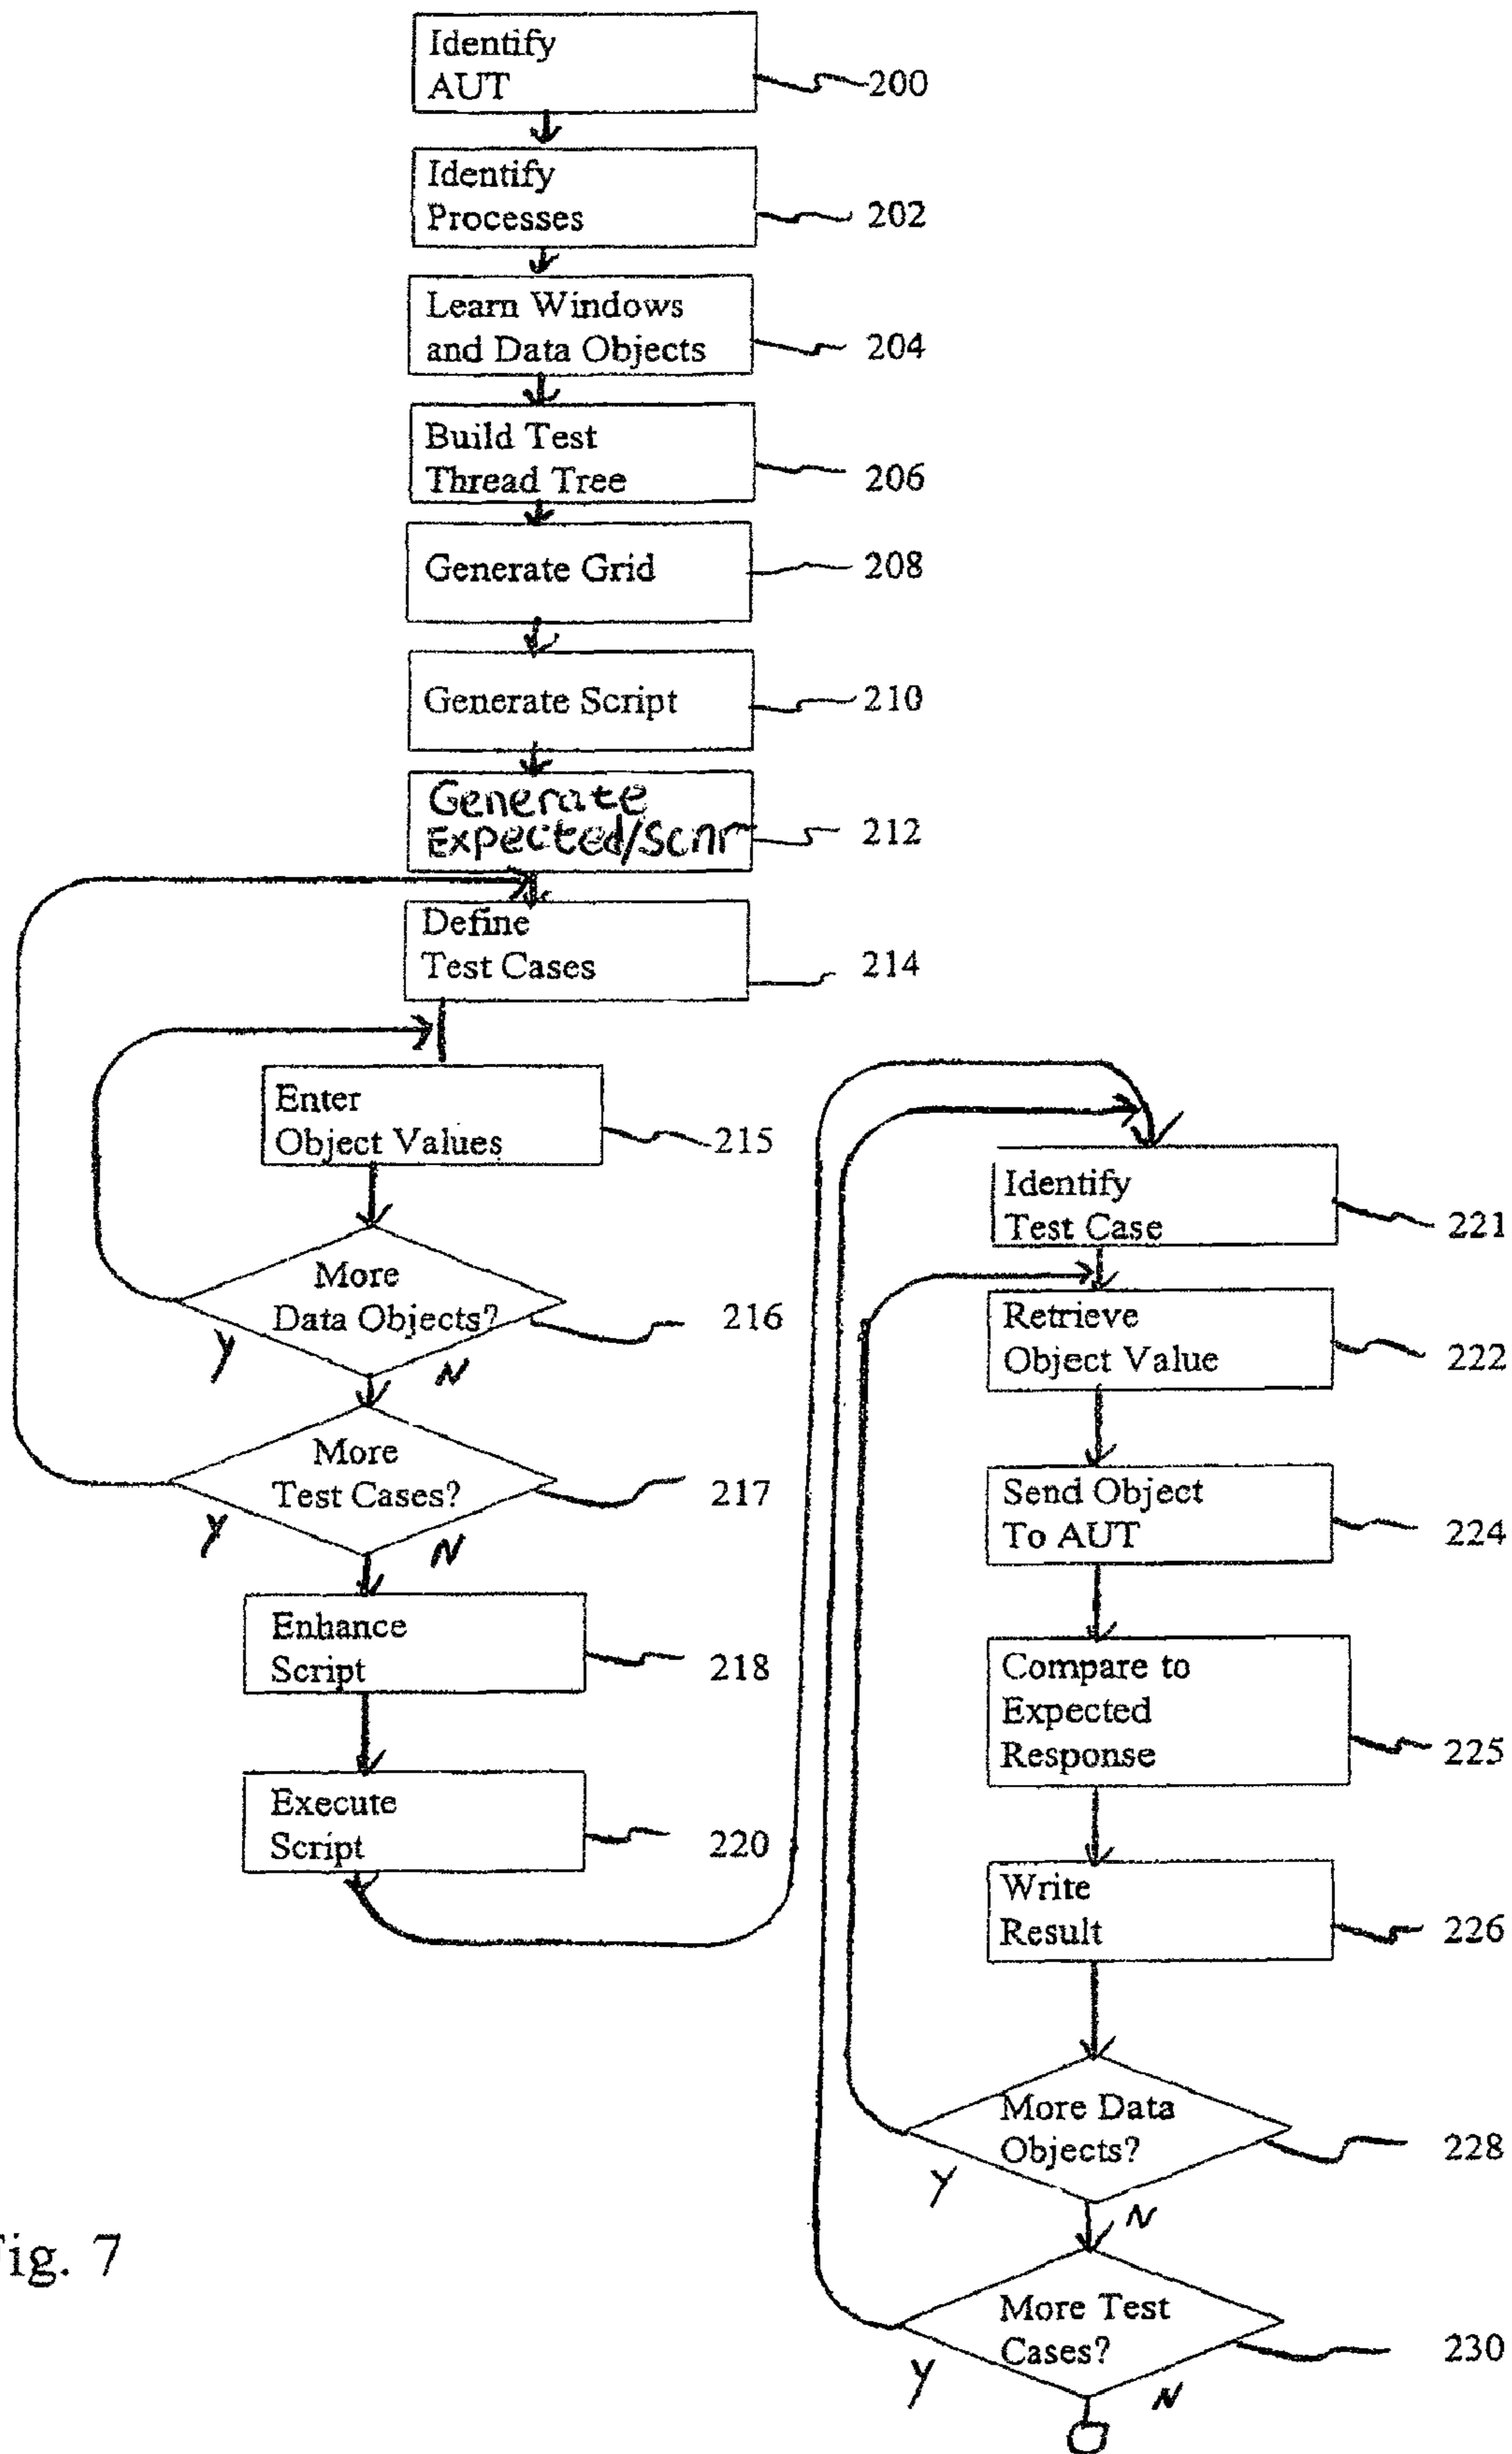 Identify
AUT
200
Identify
Processes
202
Learn Windows
and Data Objects
204
Build Test
Thread Tree
206
Generate Grid
208
Generate Script
210
Generate
Expected/Scnr
212
Define
Test Cases
214
Enter
Object Values
215
More
Data Objects?
216
Y
N
More
Test Cases?
217
Y
N
Enhance
Script
218
Execute
Script
220
Identify
Test Case
221
Retrieve
Object Value
222
Send Object
To AUT
224
Compare to
Expected
Response
225
Write
Result
226
More Data
Objects?
228
Y
N
More Test
Cases?
230
Y
N
Fig. 7